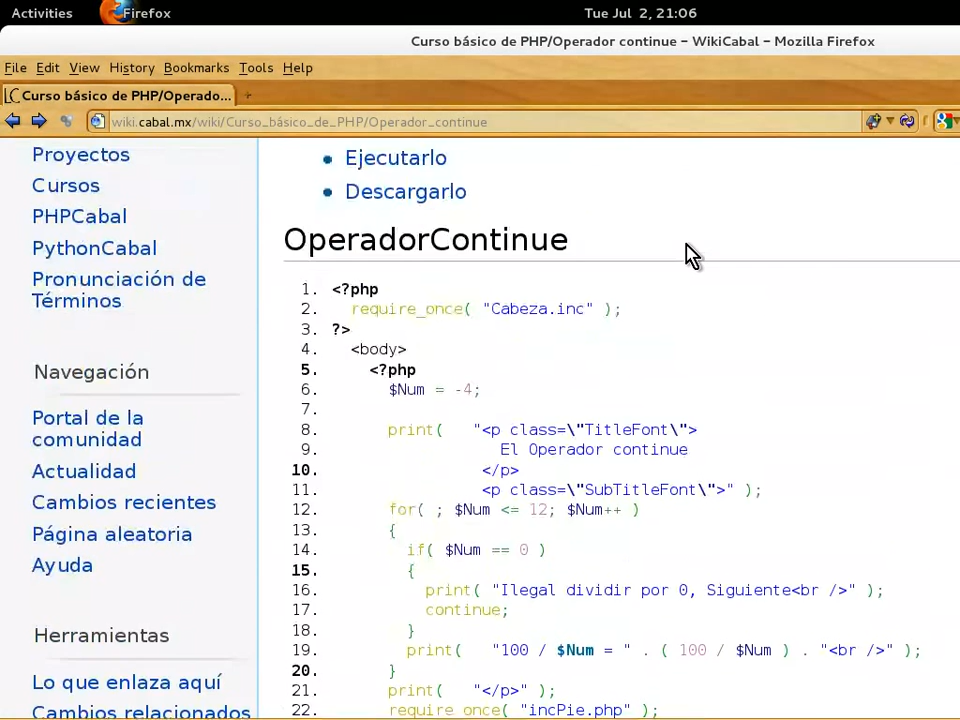 Activities Firefox Tue Jul 2, 21:06
Curso básico de PHP/Operador continue – WikiCabal – Mozilla Firefox
File Edit View History Bookmarks Tools Help
Curso básico de PHP/Operado... +
wiki.cabal.mx/wiki/Curso_básico_de_PHP/Operador_continue
Proyectos
Cursos
PHPCabal
PythonCabal
Pronunciación de
Términos
Navegación
Portal de la
comunidad
Actualidad
Cambios recientes
Página aleatoria
Ayuda
Herramientas
Lo que enlaza aquí
Cambios relacionados
Ejecutarlo
Descargarlo
OperadorContinue
1. <?php
2. require_once( "Cabeza.inc" );
3. ?>
4. <body>
5. <?php
6. $Num = -4;
7.
8. print( "<p class=\"TitleFont\">
9. El Operador continue
10. </p>
11. <p class=\"SubTitleFont\">" );
12. for( ; $Num <= 12; $Num++ )
13. {
14. if( $Num == 0 )
15. {
16. print( "Ilegal dividir por 0, Siguiente<br />" );
17. continue;
18. }
19. print( "100 / $Num = " . ( 100 / $Num ) . "<br />" );
20. }
21. print( "</p>" );
22. require_once( "incPie.php" );